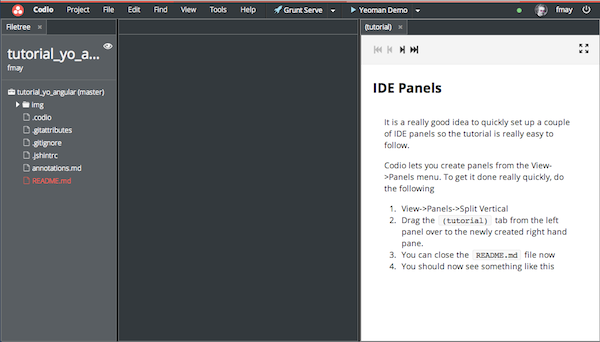 Codio Project File Edit Find View Tools Help Grunt Serve Yeoman Demo fmay
Filetree ×
(tutorial) ×
tutorial_yo_a...
fmay
tutorial_yo_angular (master)
img
.codio
.gitattributes
.gitignore
.jshintrc
annotations.md
README.md
IDE Panels
It is a really good idea to quickly set up a couple
of IDE panels so the tutorial is really easy to
follow.
Codio lets you create panels from the View-
>Panels menu. To get it done really quickly, do
the following
1. View->Panels->Split Vertical
2. Drag the (tutorial) tab from the left
panel over to the newly created right hand
pane.
3. You can close the README.md file now
4. You should now see something like this